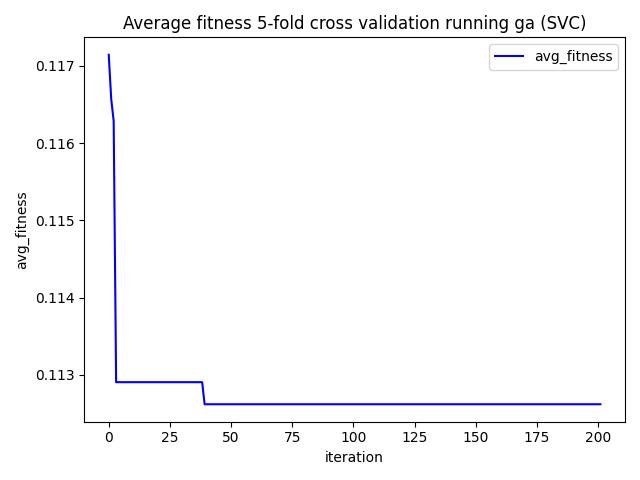 Average fitness 5-fold cross validation running ga (SVC)
avg_fitness
0.117
0.116
0.115
0.114
0.113
avg_fitness
0 25 50 75 100 125 150 175 200
iteration